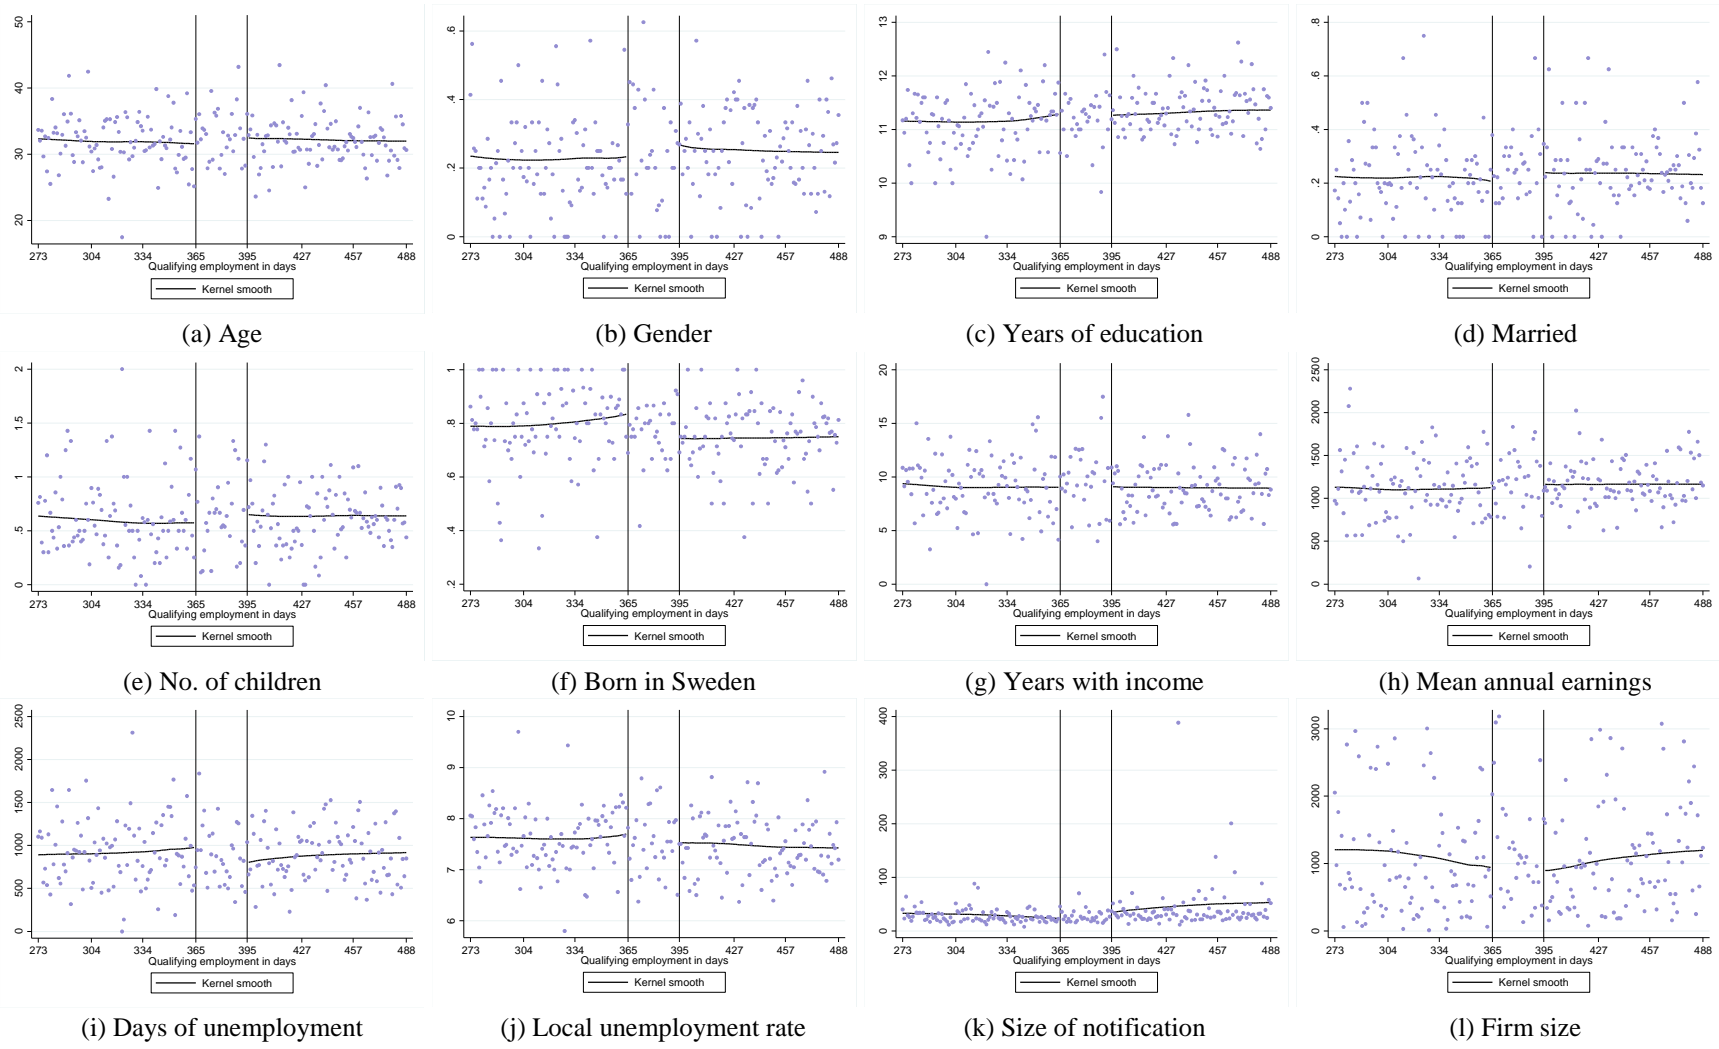 50
40
30
20
273 304 334 365 395 427 457 488
Qualifying employment in days
Kernel smooth
(a) Age
.6
.4
.2
0
273 304 334 365 395 427 457 488
Qualifying employment in days
Kernel smooth
(b) Gender
13
12
11
10
9
273 304 334 365 395 427 457 488
Qualifying employment in days
Kernel smooth
(c) Years of education
.8
.6
.4
.2
0
273 304 334 365 395 427 457 488
Qualifying employment in days
Kernel smooth
(d) Married
2
1.5
1
.5
0
273 304 334 365 395 427 457 488
Qualifying employment in days
Kernel smooth
(e) No. of children
1
.8
.6
.4
.2
273 304 334 365 395 427 457 488
Qualifying employment in days
Kernel smooth
(f) Born in Sweden
20
15
10
5
0
273 304 334 365 395 427 457 488
Qualifying employment in days
Kernel smooth
(g) Years with income
2500
2000
1500
1000
500
0
273 304 334 365 395 427 457 488
Qualifying employment in days
Kernel smooth
(h) Mean annual earnings
2500
2000
1500
1000
500
0
273 304 334 365 395 427 457 488
Qualifying employment in days
Kernel smooth
(i) Days of unemployment
10
9
8
7
6
273 304 334 365 395 427 457 488
Qualifying employment in days
Kernel smooth
(j) Local unemployment rate
400
300
200
100
0
273 304 334 365 395 427 457 488
Qualifying employment in days
Kernel smooth
(k) Size of notification
3000
2000
1000
0
273 304 334 365 395 427 457 488
Qualifying employment in days
Kernel smooth
(l) Firm size